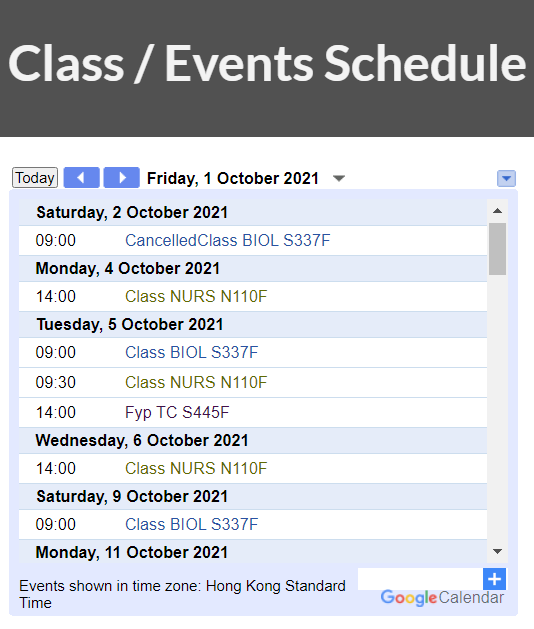 Class / Events Schedule
Today Friday, 1 October 2021
Saturday, 2 October 2021
09:00 CancelledClass BIOL S337F
Monday, 4 October 2021
14:00 Class NURS N110F
Tuesday, 5 October 2021
09:00 Class BIOL S337F
09:30 Class NURS N110F
14:00 Fyp TC S445F
Wednesday, 6 October 2021
14:00 Class NURS N110F
Saturday, 9 October 2021
09:00 Class BIOL S337F
Monday, 11 October 2021
Events shown in time zone: Hong Kong Standard
Time
GoogleCalendar